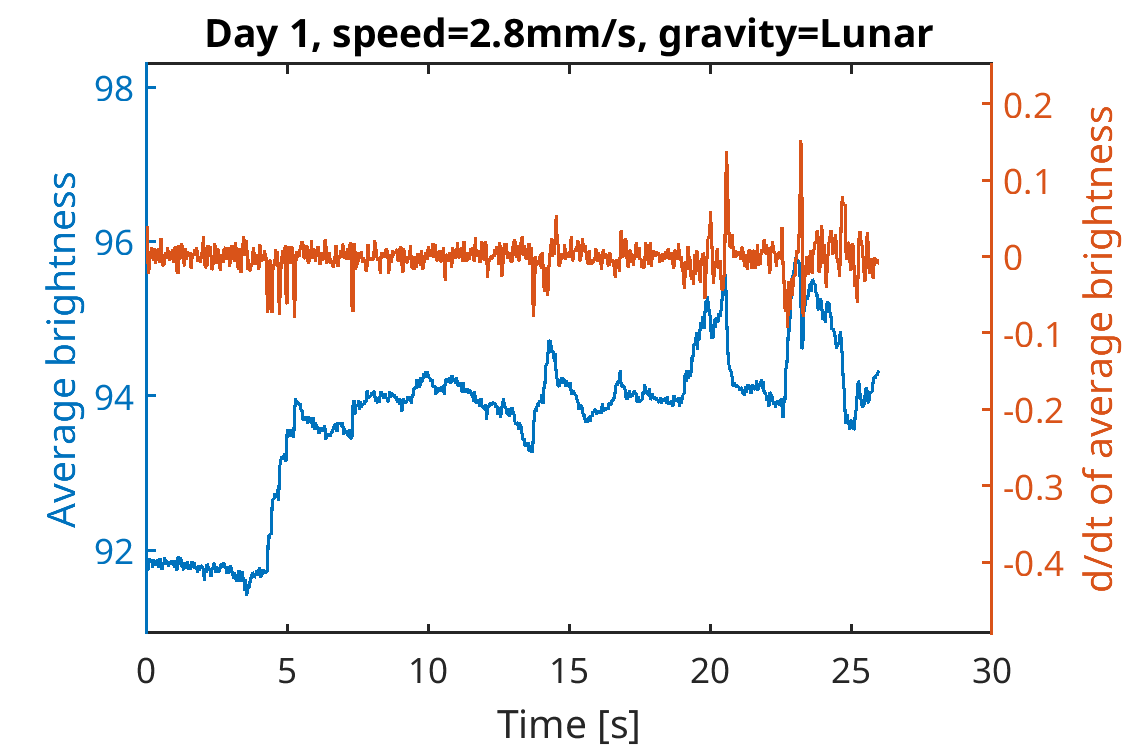 Day 1, speed=2.8mm/s, gravity=Lunar
98
96
94
92
Average brightness
0.2
0.1
0
-0.1
-0.2
-0.3
-0.4
d/dt of average brightness
0 5 10 15 20 25 30
Time [s]